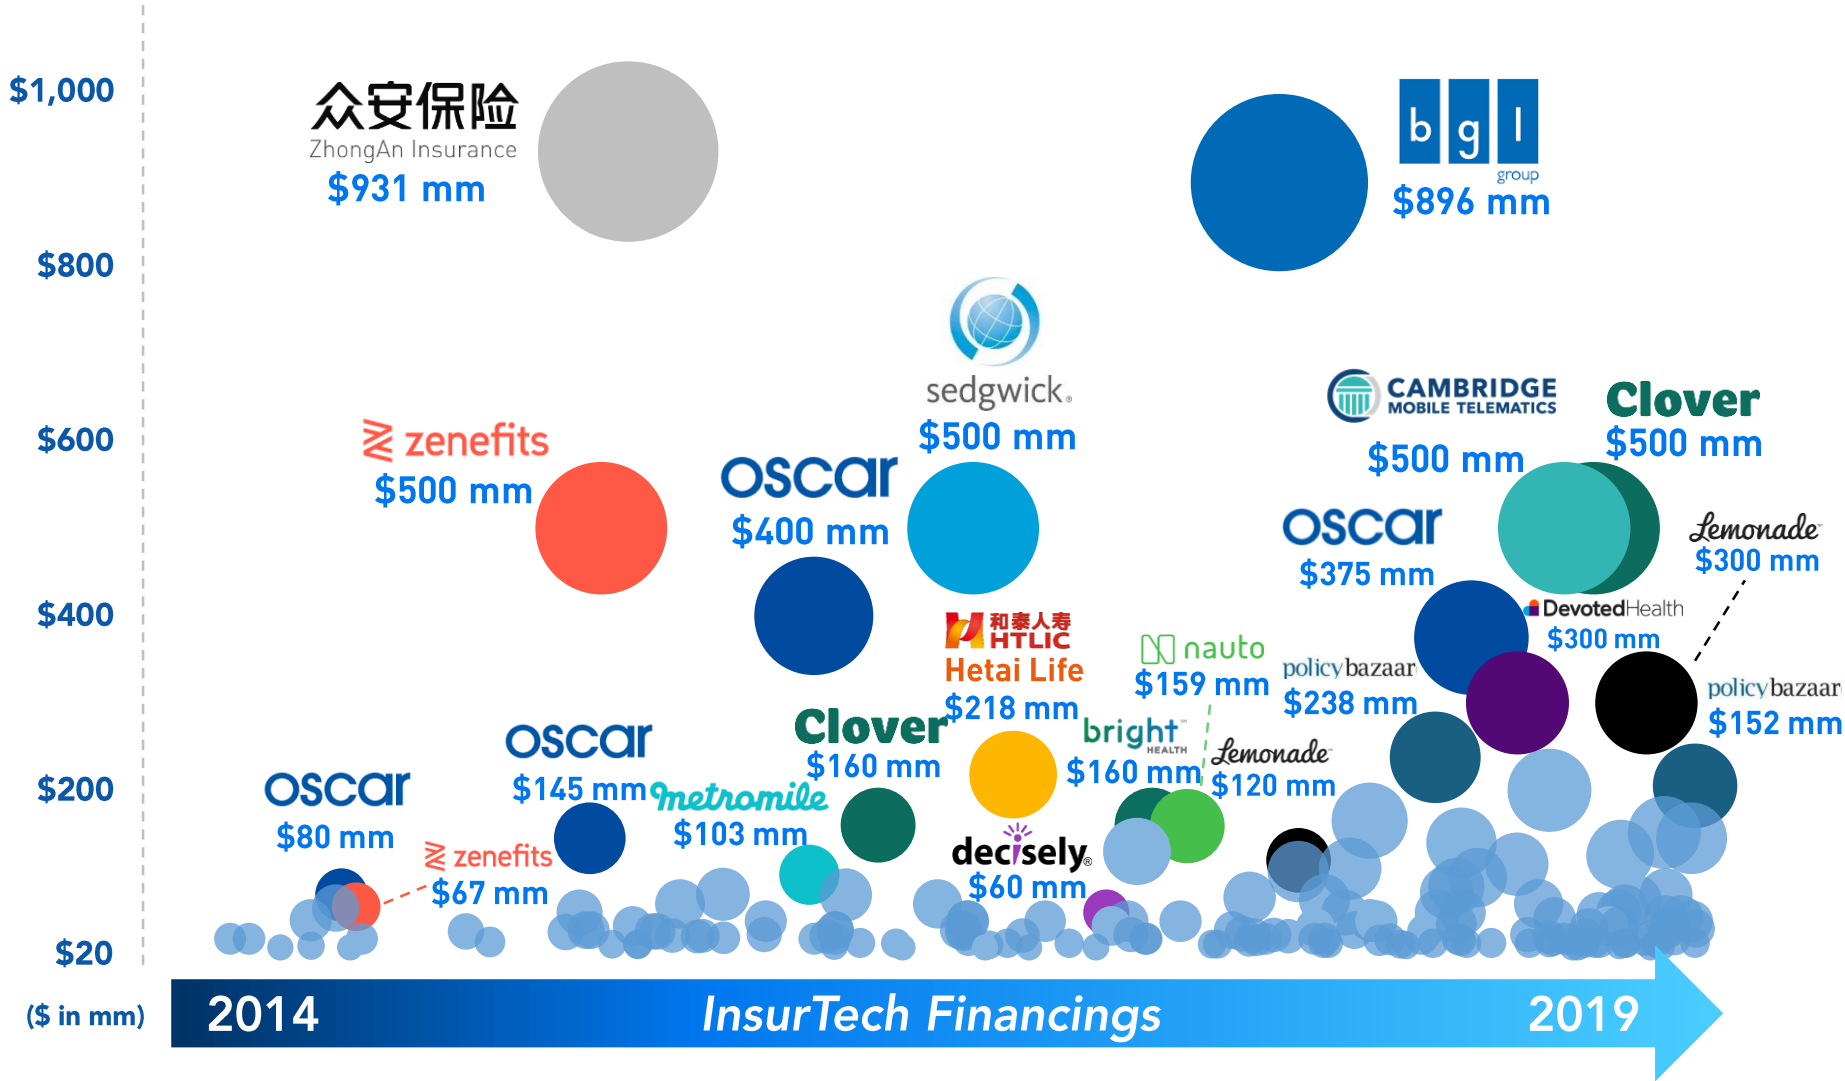 $1,000
$800
$600
$400
$200
$20
($ in mm)
众安保险
ZhongAn Insurance
$931 mm
bgl
group
$896 mm
sedgwick®
$500 mm
zenefits
$500 mm
oscar
$400 mm
CAMBRIDGE
MOBILE TELEMATICS
$500 mm
Clover
$500 mm
oscar
$375 mm
Lemonade
$300 mm
DevotedHealth
$300 mm
和泰人寿
HTLIC
Hetai Life
$218 mm
nauto
$159 mm
policybazaar
$238 mm
policybazaar
$152 mm
oscar
$80 mm
zenefits
$67 mm
oscar
$145 mm
metromile
$103 mm
Clover
$160 mm
bright
HEALTH
$160 mm
Lemonade
$120 mm
decisely®
$60 mm
2014 InsurTech Financings 2019